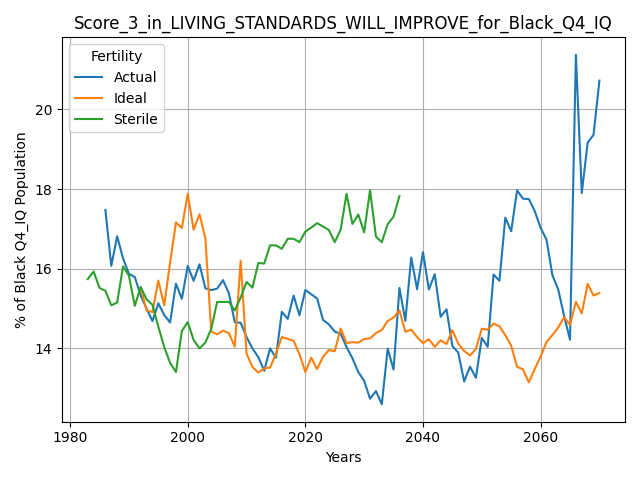 Score_3_in_LIVING_STANDARDS_WILL_IMPROVE_for_Black_Q4_IQ
Fertility
Actual
Ideal
Sterile
% of Black Q4_IQ Population
20
18
16
14
1980
2000
2020
2040
2060
Years